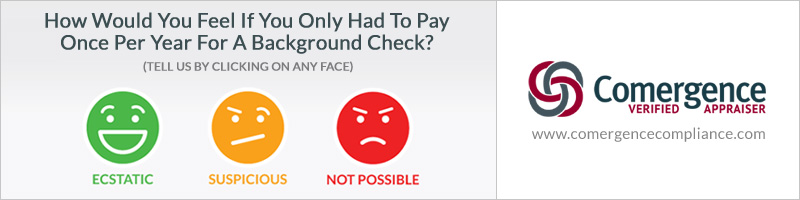 How Would You Feel If You Only Had To Pay
Once Per Year For A Background Check?
(TELL US BY CLICKING ON ANY FACE)
ECSTATIC
SUSPICIOUS
NOT POSSIBLE
Comergence
VERIFIED APPRAISER
www.comergencecompliance.com